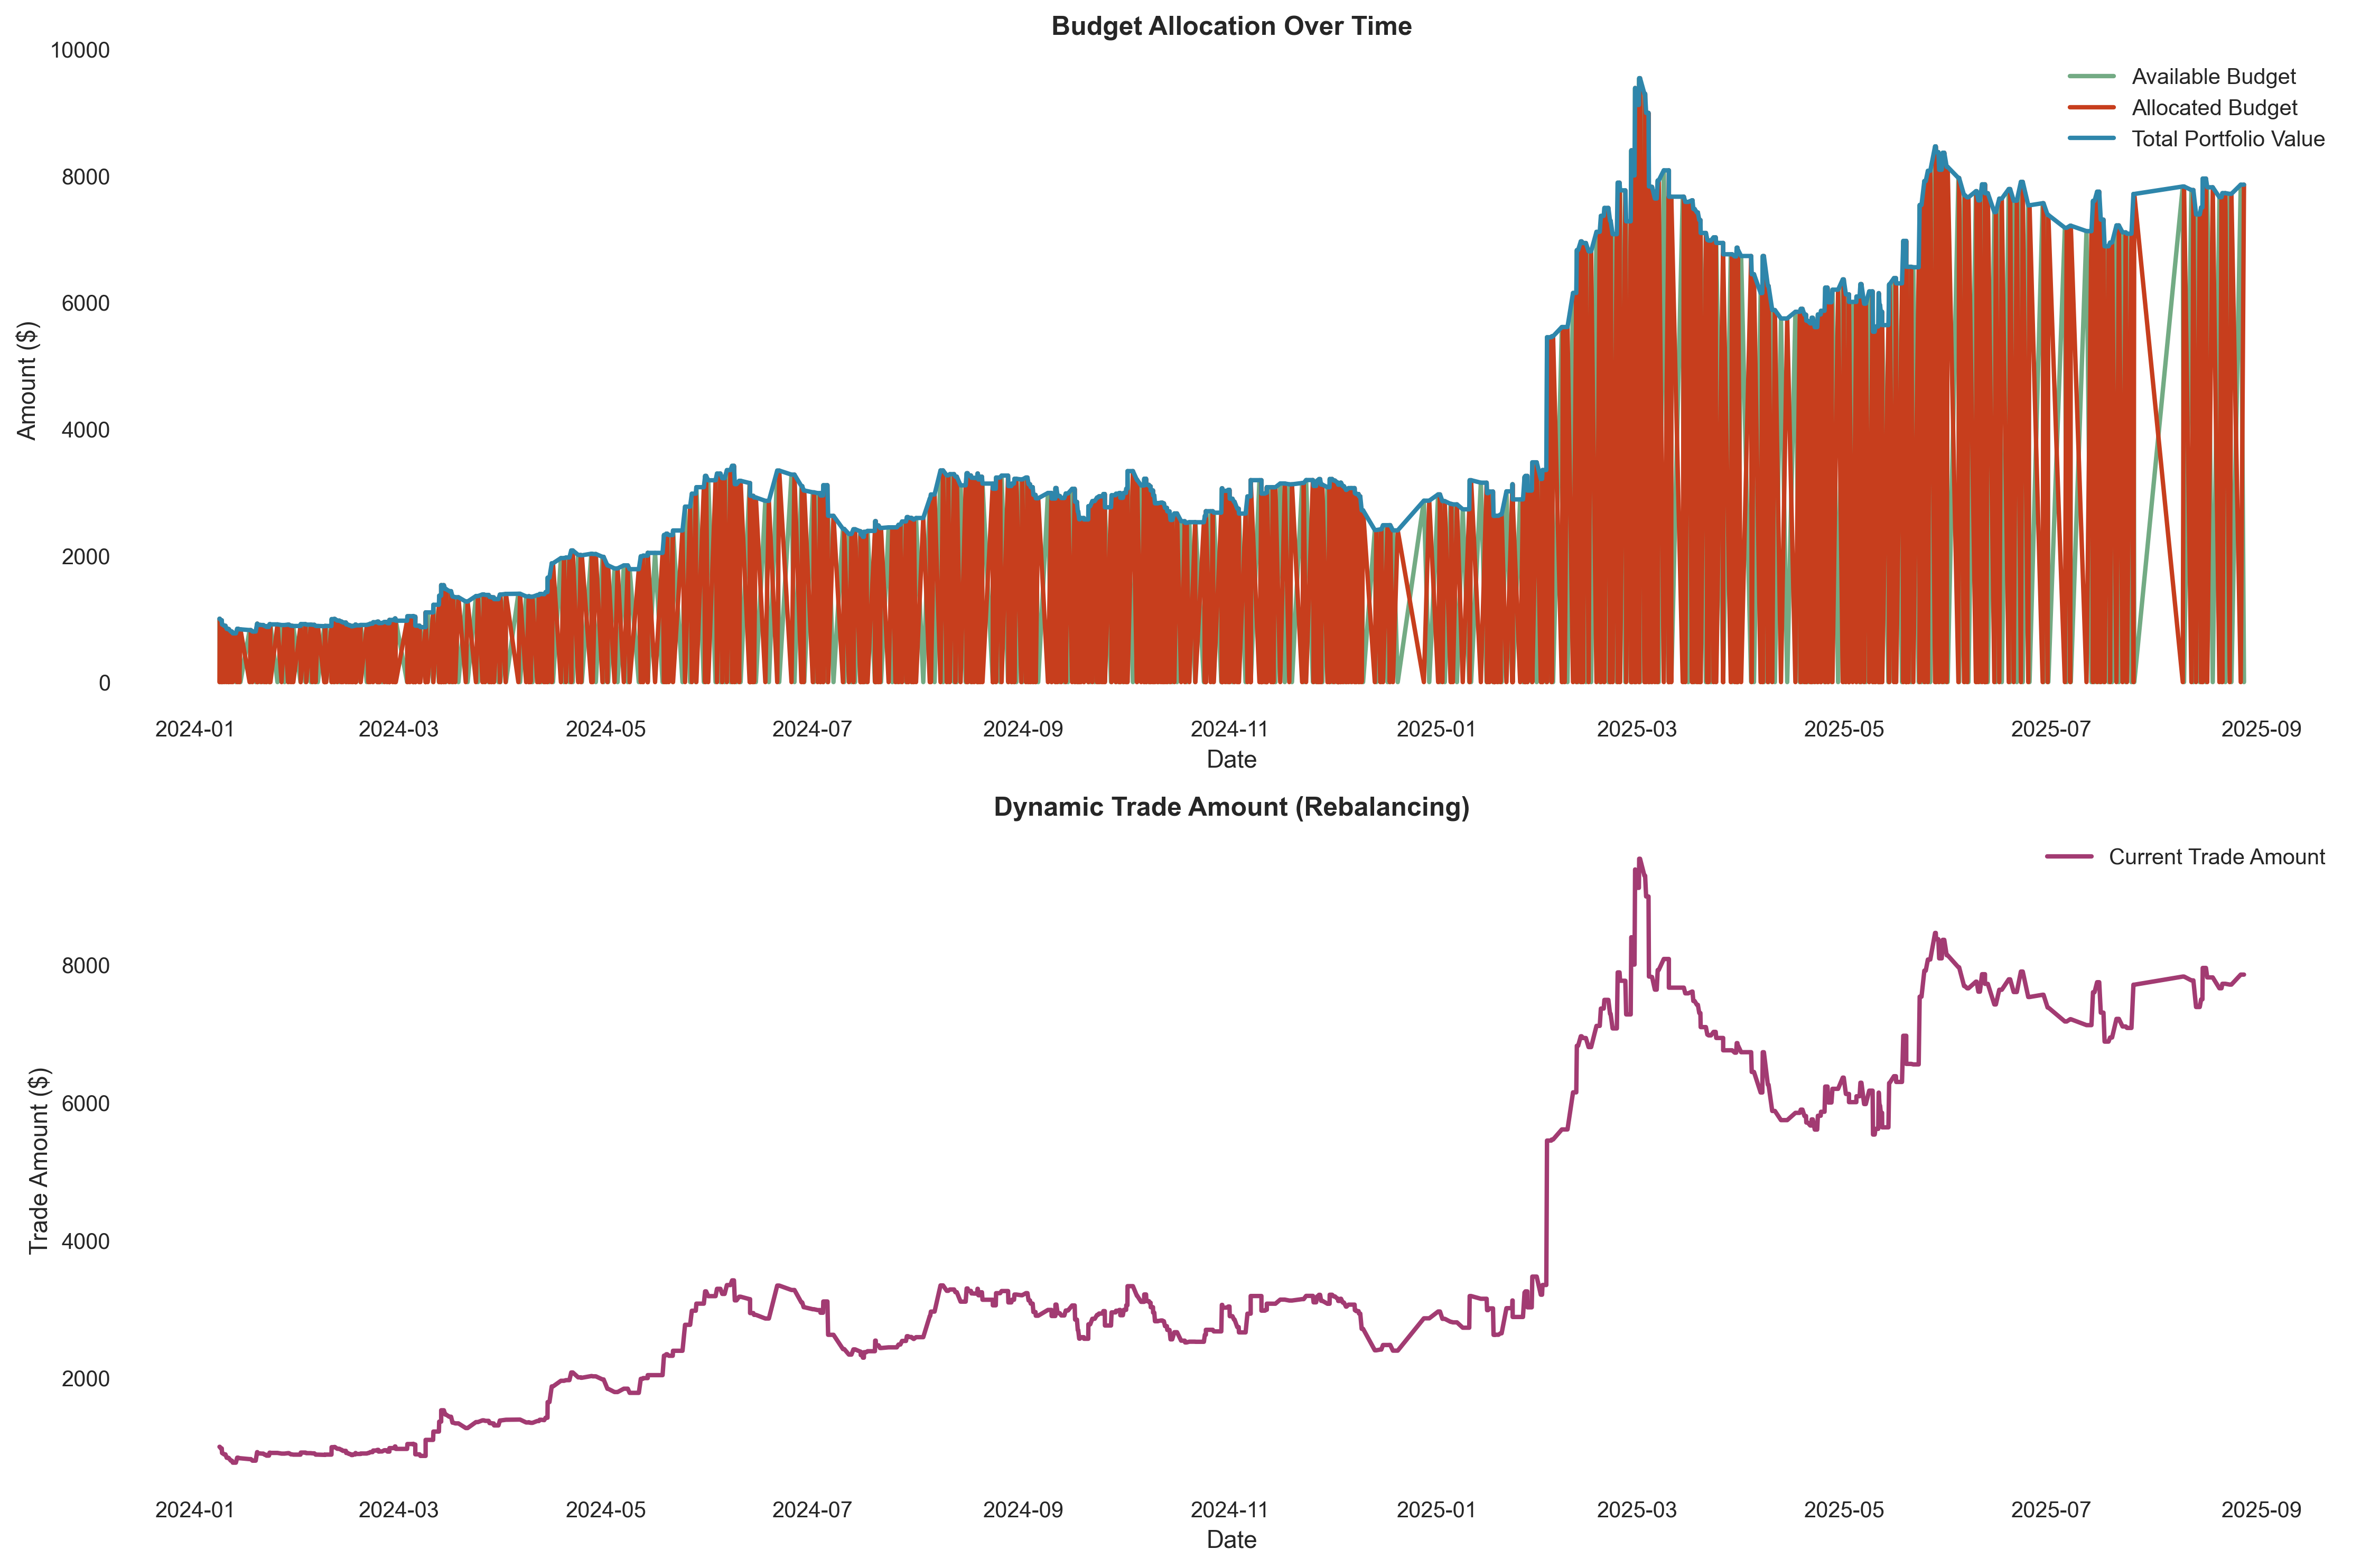 Budget Allocation Over Time
10000
8000
6000
4000
2000
0
Amount ($)
Available Budget
Allocated Budget
Total Portfolio Value
2024-01 2024-03 2024-05 2024-07 2024-09 2024-11 2025-01 2025-03 2025-05 2025-07 2025-09
Date
Dynamic Trade Amount (Rebalancing)
Current Trade Amount
8000
6000
4000
2000
Trade Amount ($)
2024-01 2024-03 2024-05 2024-07 2024-09 2024-11 2025-01 2025-03 2025-05 2025-07 2025-09
Date